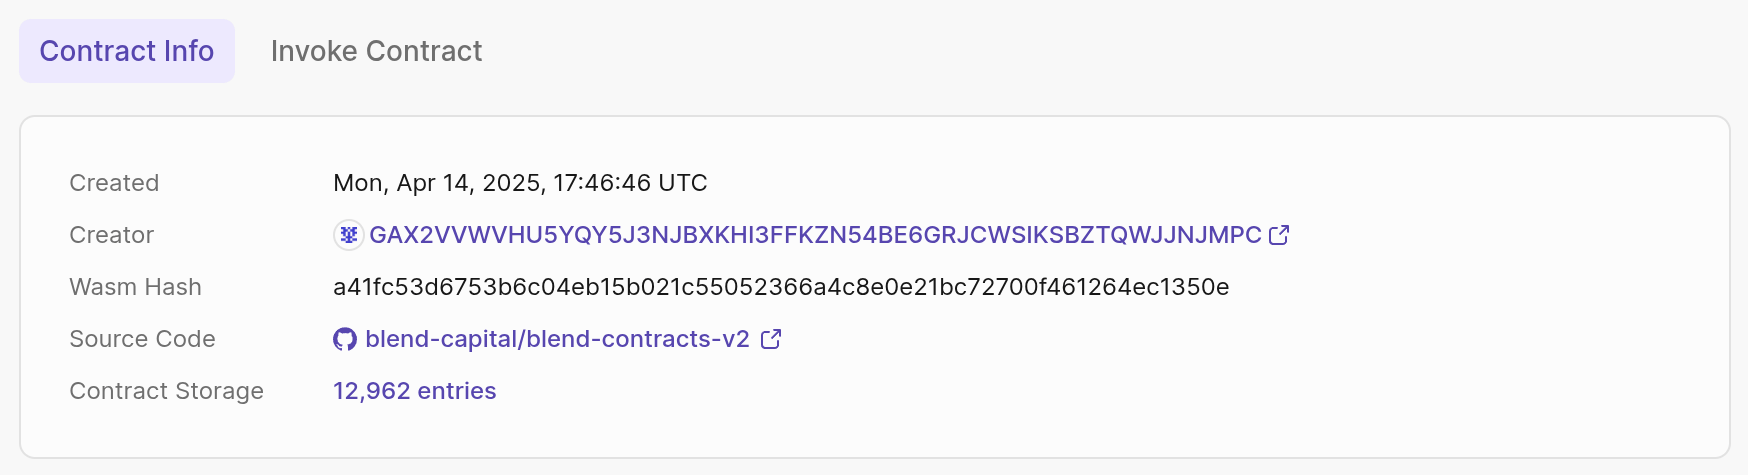 Contract Info Invoke Contract
Created Mon, Apr 14, 2025, 17:46:46 UTC
Creator GAX2VVWVHU5YQY5J3NJBXKHI3FFKZN54BE6GRJCWSIKSBZTQWJJNJMPC
Wasm Hash a41fc53d6753b6c04eb15b021c55052366a4c8e0e21bc72700f461264ec1350e
Source Code blend-capital/blend-contracts-v2
Contract Storage 12,962 entries